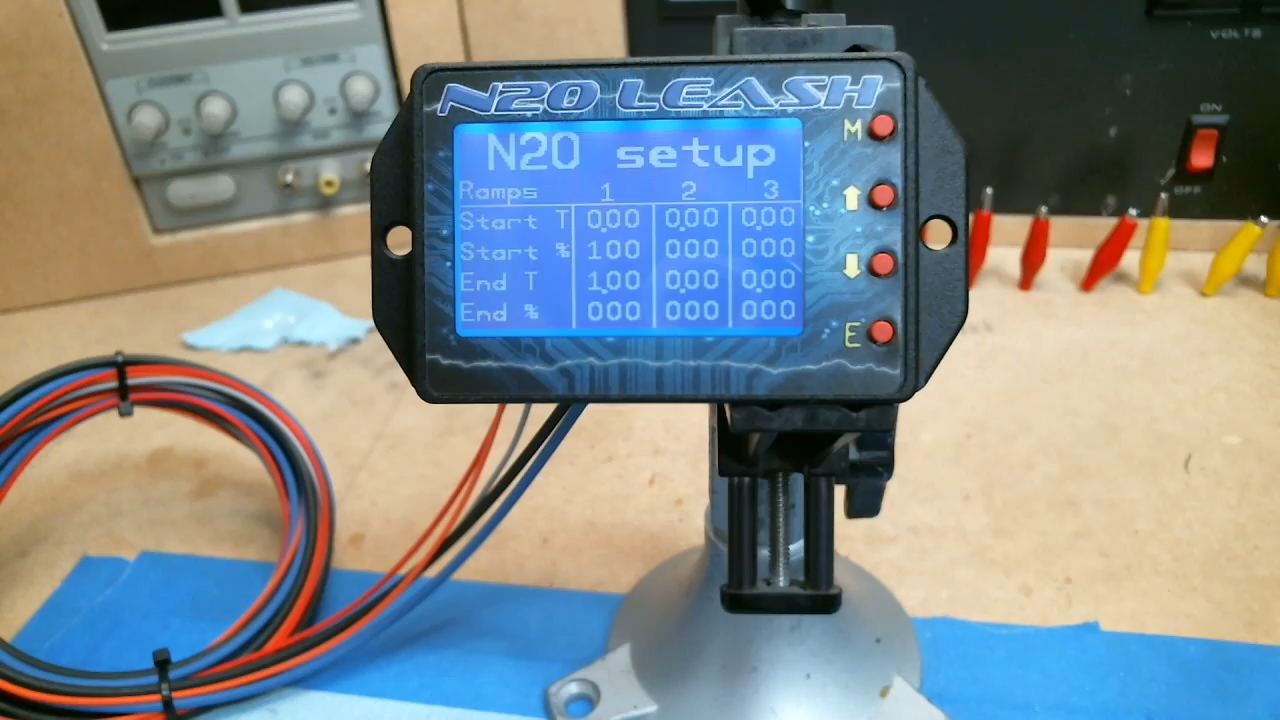 N20 LEASH
N20 setup
Ramps 1 2 3
Start T 0.00 0.00 0.00
Start % 100 000 000
End T 1.00 0.00 0.00
End % 000 000 000
M
E
VOLTS
ON
OFF